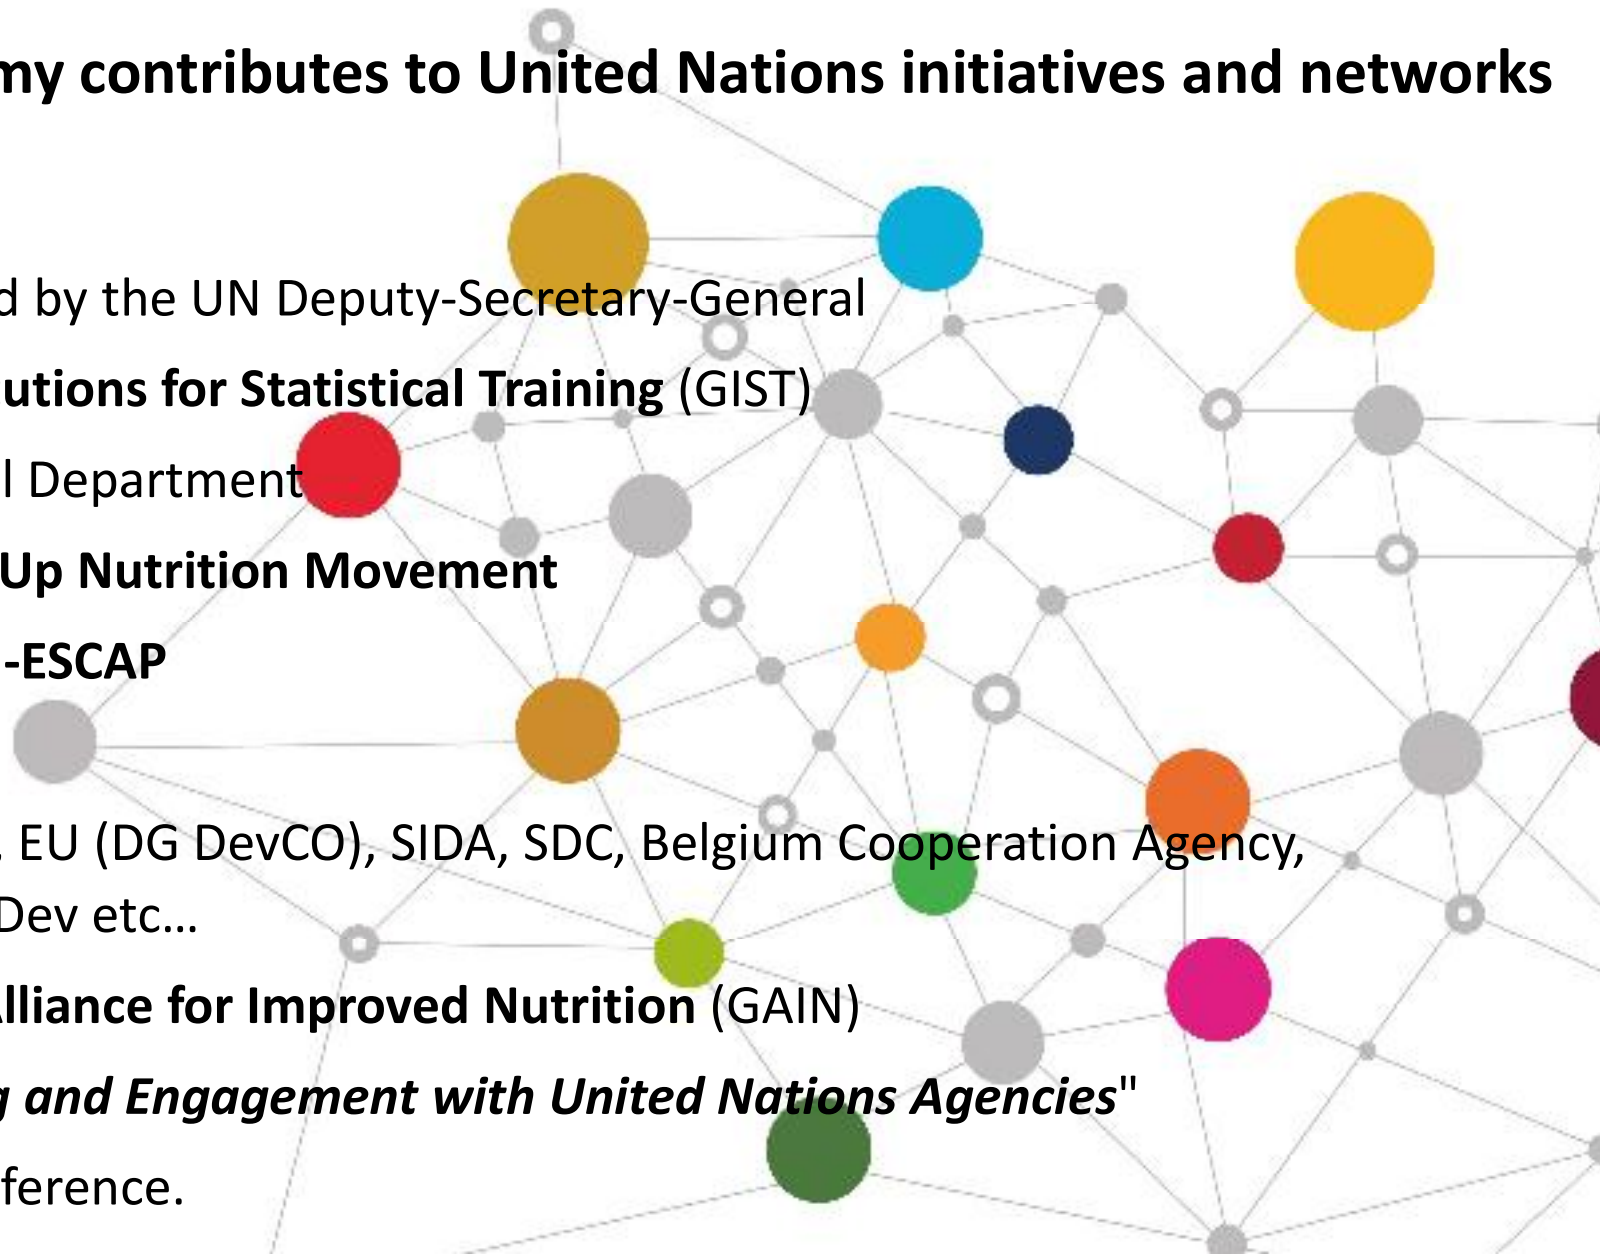 my contributes to United Nations initiatives and networks
d by the UN Deputy-Secretary-General
utions for Statistical Training (GIST)
l Department
Up Nutrition Movement
-ESCAP
, EU (DG DevCO), SIDA, SDC, Belgium Cooperation Agency,
Dev etc...
Alliance for Improved Nutrition (GAIN)
g and Engagement with United Nations Agencies"
ference.